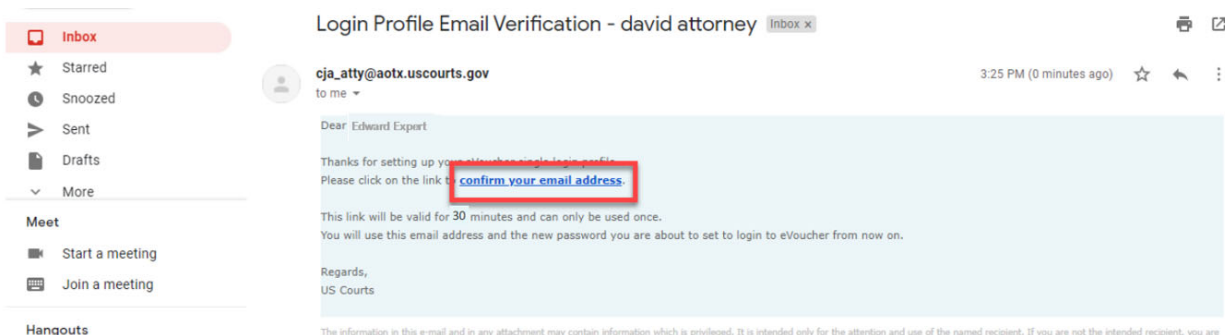 Login Profile Email Verification - david attorney Inbox x
Inbox
Starred
Snoozed
Sent
Drafts
More
Meet
Start a meeting
Join a meeting
Hangouts
cja_atty@aotx.uscourts.gov 3:25 PM (0 minutes ago)
to me
Dear Edward Expert
Thanks for setting up your eVoucher single login profile.
Please click on the link to confirm your email address.
This link will be valid for 30 minutes and can only be used once.
You will use this email address and the new password you are about to set to login to eVoucher from now on.
Regards,
US Courts
The information in this e-mail and in any attachment may contain information which is privileged. It is intended only for the attention and use of the named recipient. If you are not the intended recipient, you are